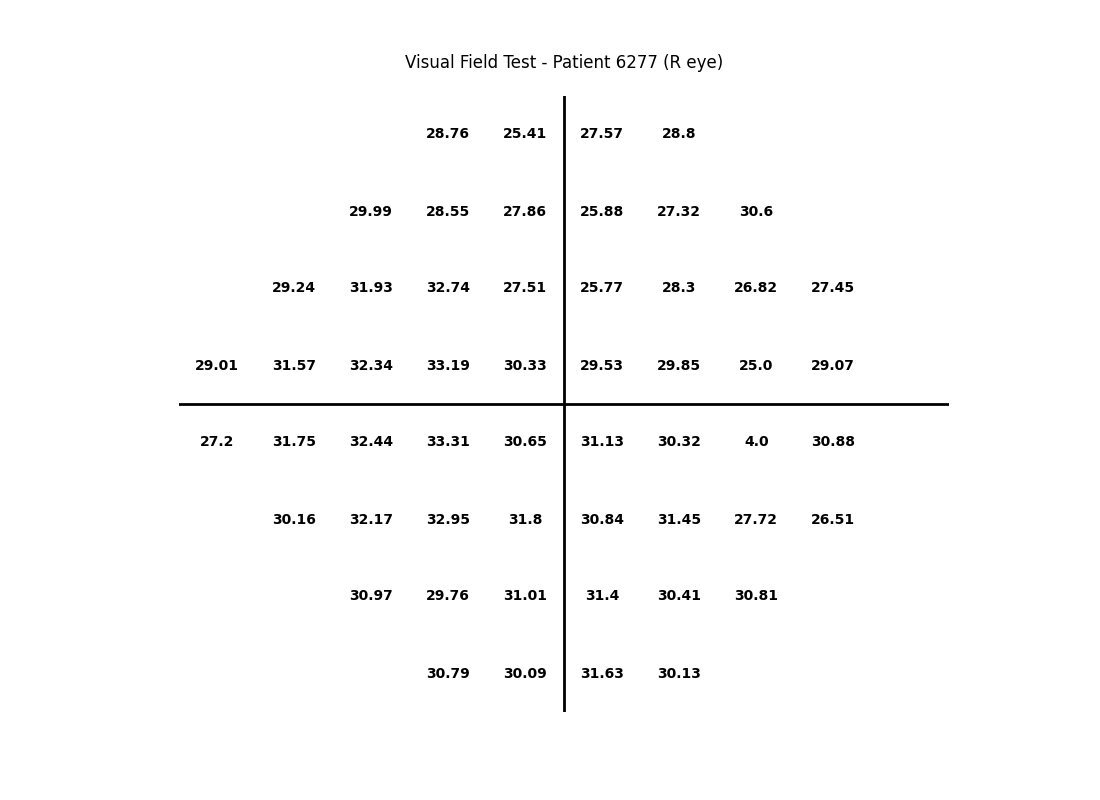 Visual Field Test - Patient 6277 (R eye)
28.76 25.41 27.57 28.8
29.99 28.55 27.86 25.88 27.32 30.6
29.24 31.93 32.74 27.51 25.77 28.3 26.82 27.45
29.01 31.57 32.34 33.19 30.33 29.53 29.85 25.0 29.07
27.2 31.75 32.44 33.31 30.65 31.13 30.32 4.0 30.88
30.16 32.17 32.95 31.8 30.84 31.45 27.72 26.51
30.97 29.76 31.01 31.4 30.41 30.81
30.79 30.09 31.63 30.13